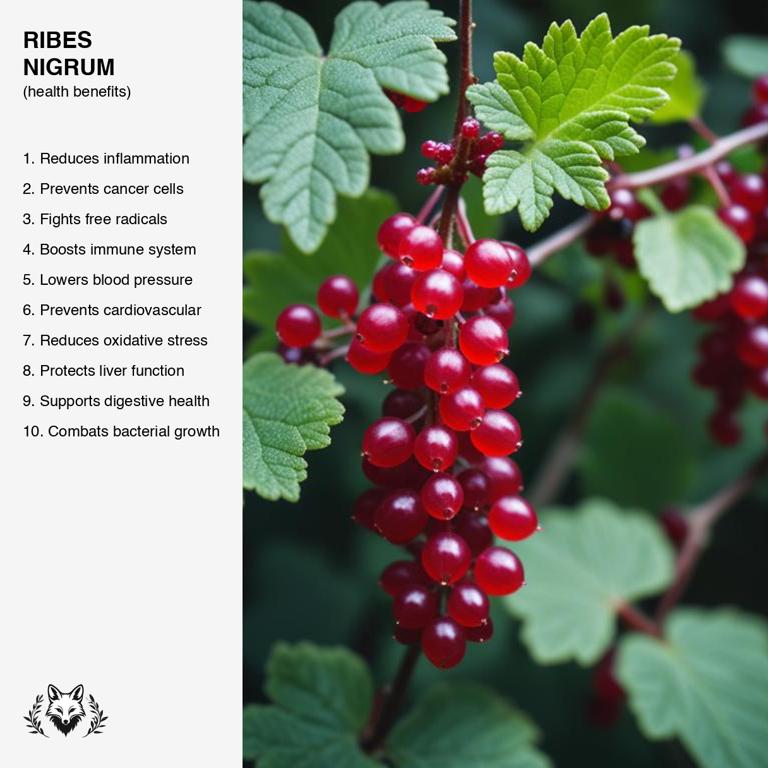 RIBES
NIGRUM
(health benefits)
1. Reduces inflammation
2. Prevents cancer cells
3. Fights free radicals
4. Boosts immune system
5. Lowers blood pressure
6. Prevents cardiovascular
7. Reduces oxidative stress
8. Protects liver function
9. Supports digestive health
10. Combats bacterial growth